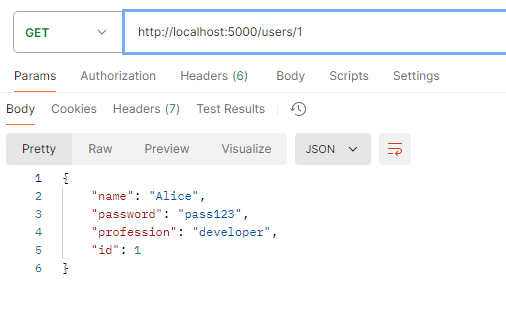 GET http://localhost:5000/users/1
Params Authorization Headers (6) Body Scripts Settings
Body Cookies Headers (7) Test Results
Pretty Raw Preview Visualize JSON
1 {
2 "name": "Alice",
3 "password": "pass123",
4 "profession": "developer",
5 "id": 1
6 }